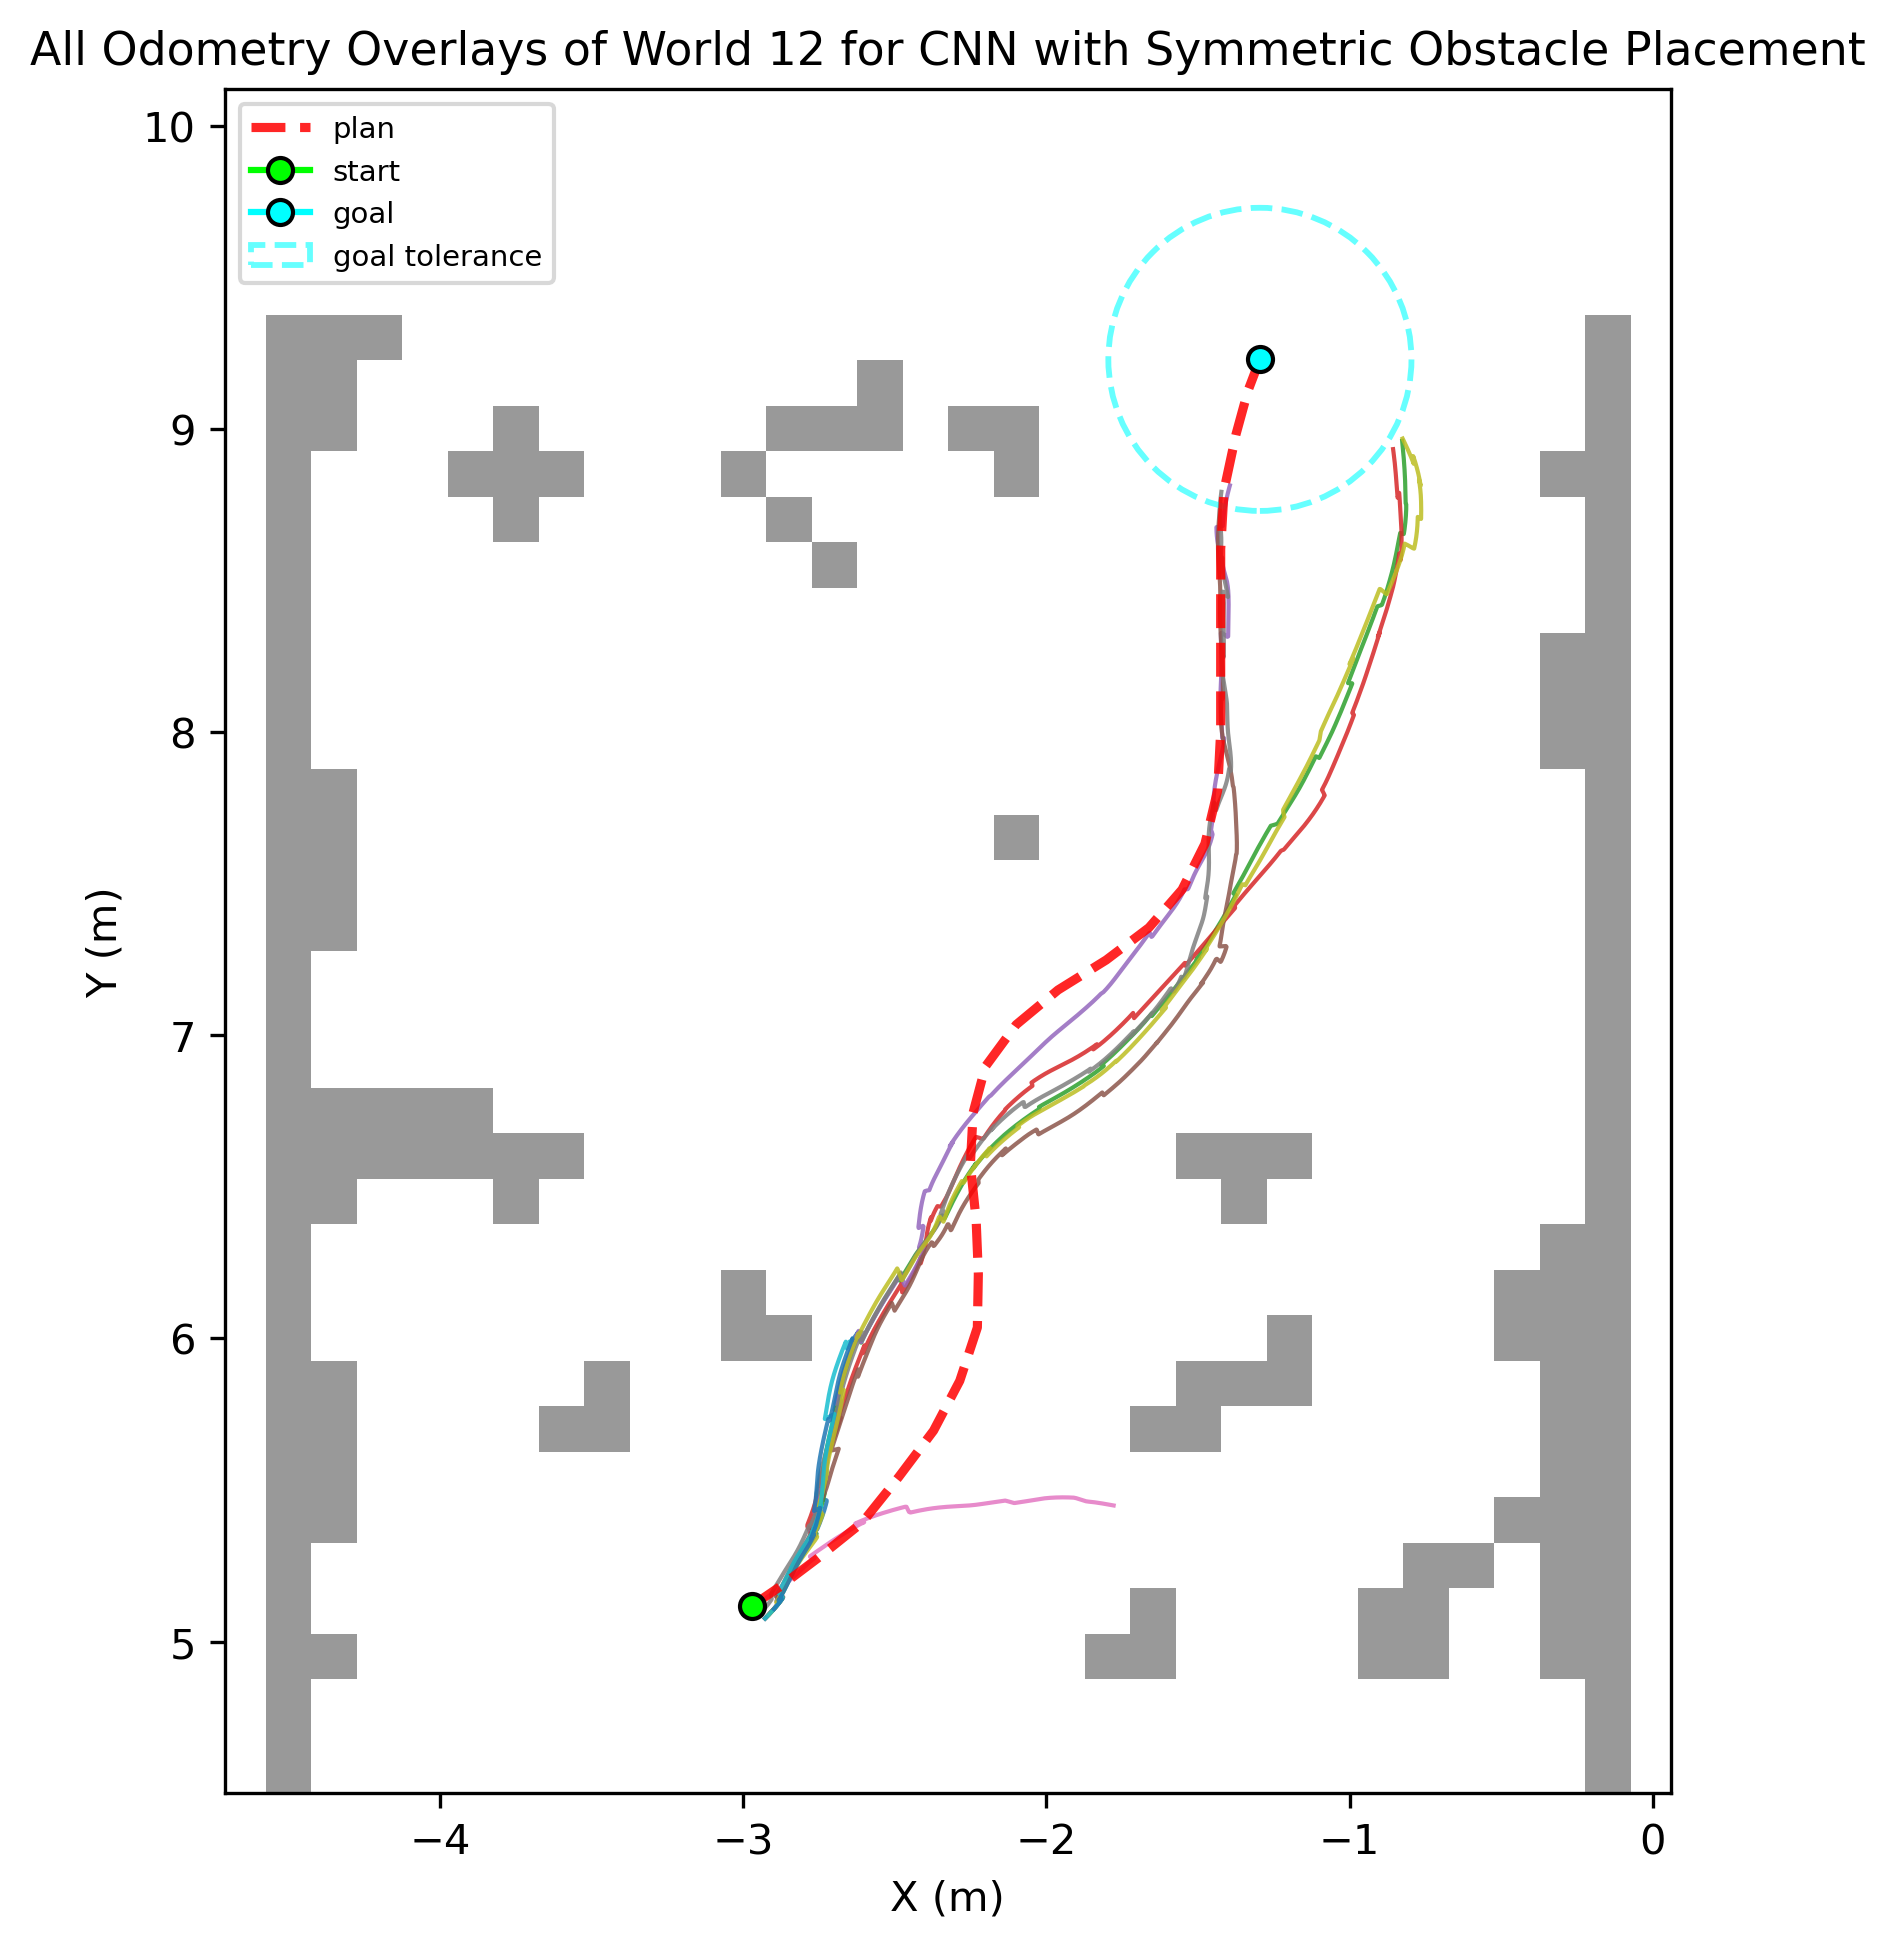 All Odometry Overlays of World 12 for CNN with Symmetric Obstacle Placement
plan
start
goal
goal tolerance
10
9
8
7
6
5
Y (m)
−4
−3
−2
−1
0
X (m)